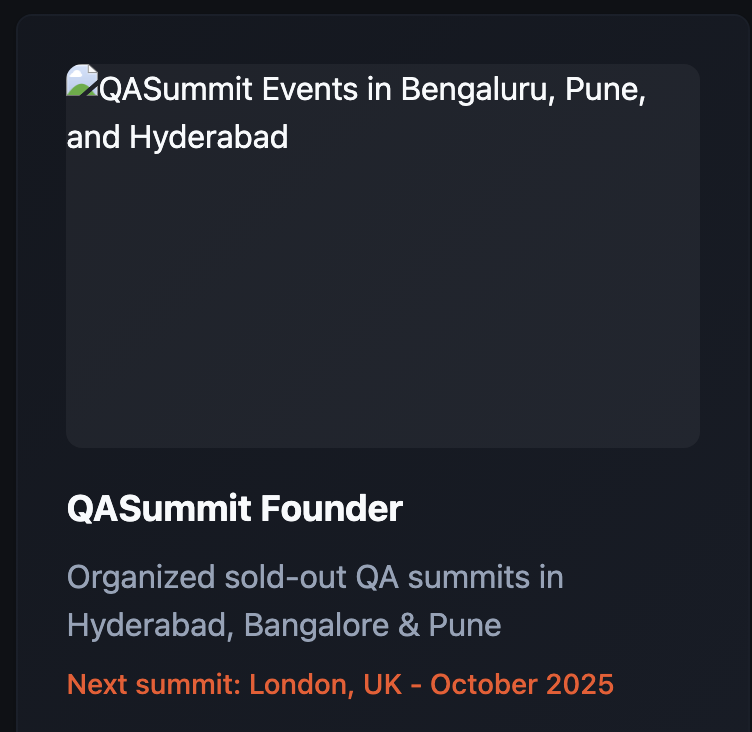 QASummit Events in Bengaluru, Pune,
and Hyderabad
QASummit Founder
Organized sold-out QA summits in
Hyderabad, Bangalore & Pune
Next summit: London, UK - October 2025